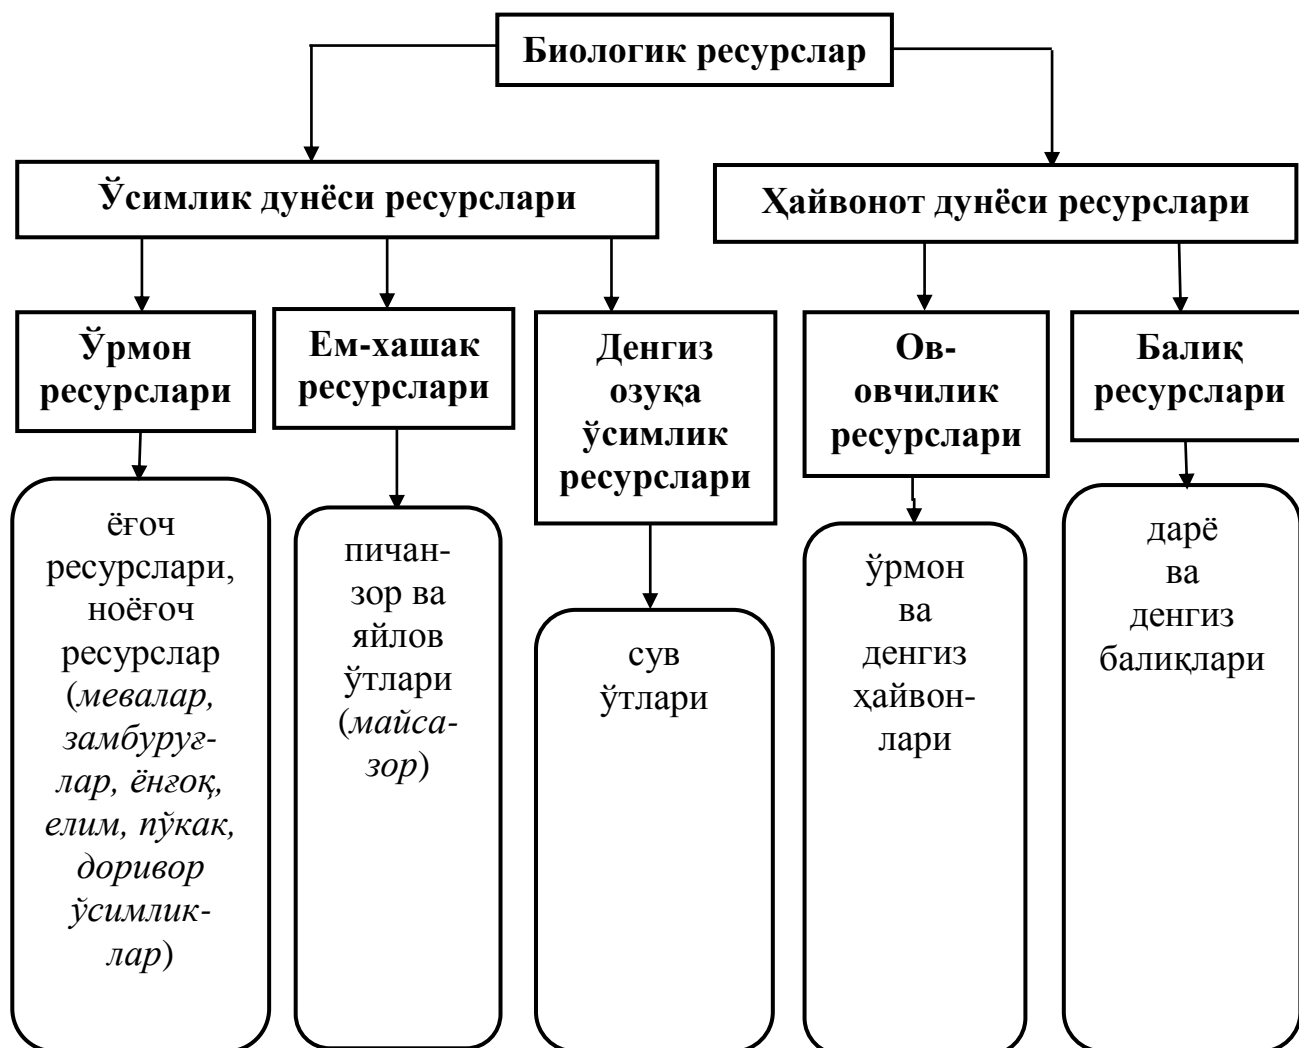 Биологик ресурслар
Ўсимлик дунёси ресурслари
Ҳайвонот дунёси ресурслари
Ўрмон
ресурслари
Ем-хашак
ресурслари
Денгиз
озуқа
ўсимлик
ресурслари
Ов-
овчилик
ресурслари
Балиқ
ресурслари
ёғоч
ресурслари,
ноёғоч
ресурслар
(мевалар,
замбуруғ-
лар, ёнғоқ,
елим, пўкак,
доривор
ўсимлик-
лар)
пичан-
зор ва
яйлов
ўтлари
(майса-
зор)
сув
ўтлари
ўрмон
ва
денгиз
ҳайвон-
лари
дарё
ва
денгиз
балиқлари